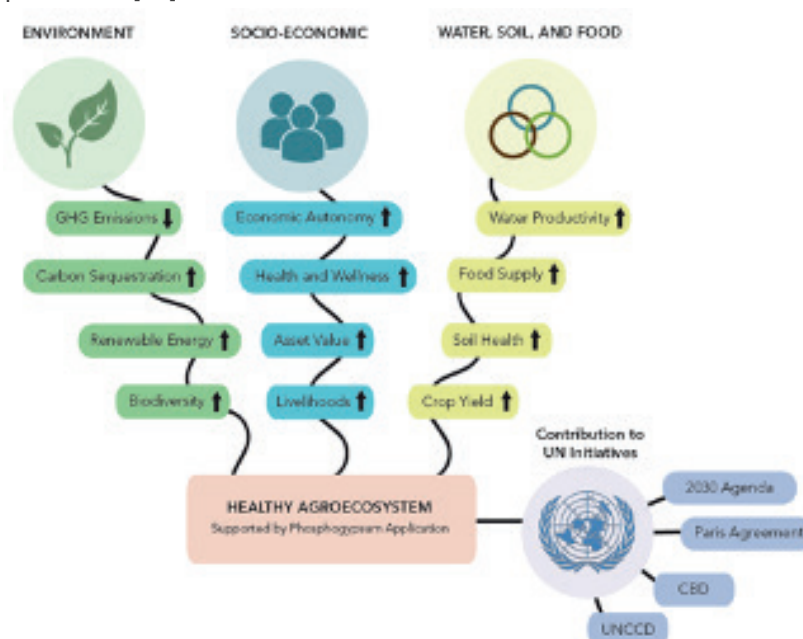 ENVIRONMENT
SOCIO-ECONOMIC
WATER, SOIL, AND FOOD
GHG Emissions
Economic Autonomy
Water Productivity
Carbon Sequestration
Health and Wellness
Food Supply
Renewable Energy
Asset Value
Soil Health
Biodiversity
Livelihoods
Crop Yield
Contribution to
UN Initiatives
HEALTHY AGROECOSYSTEM
Supported by Phosphogypsum Application
2030 Agenda
Paris Agreement
CBD
UNCCD